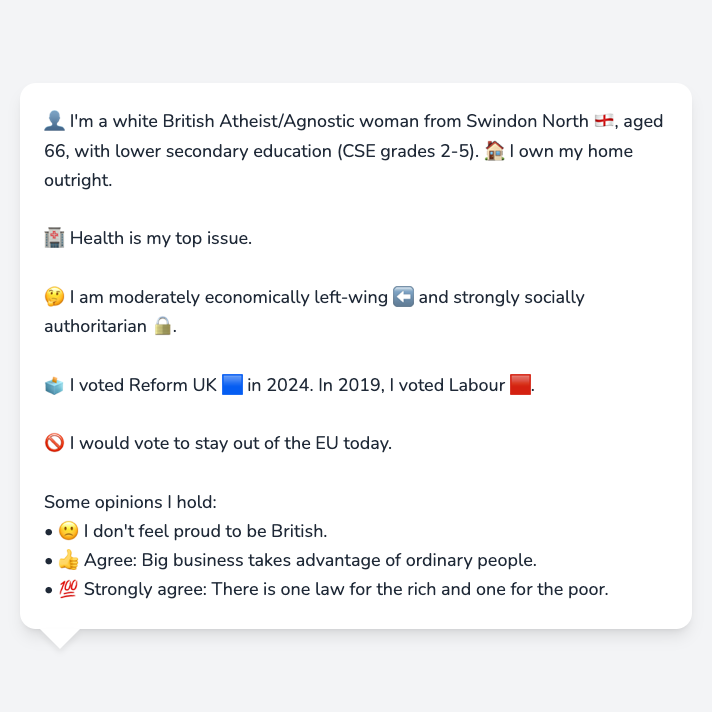 👤 I'm a white British Atheist/Agnostic woman from Swindon North 🏴󠁧󠁢󠁥󠁮󠁧󠁿, aged
66, with lower secondary education (CSE grades 2-5). 🏠 I own my home
outright.
🏥 Health is my top issue.
🤔 I am moderately economically left-wing ⬅️ and strongly socially
authoritarian 🔒.
🗳️ I voted Reform UK 🟦 in 2024. In 2019, I voted Labour 🟥.
🚫 I would vote to stay out of the EU today.
Some opinions I hold:
• 🙁 I don't feel proud to be British.
• 👍 Agree: Big business takes advantage of ordinary people.
• 💯 Strongly agree: There is one law for the rich and one for the poor.